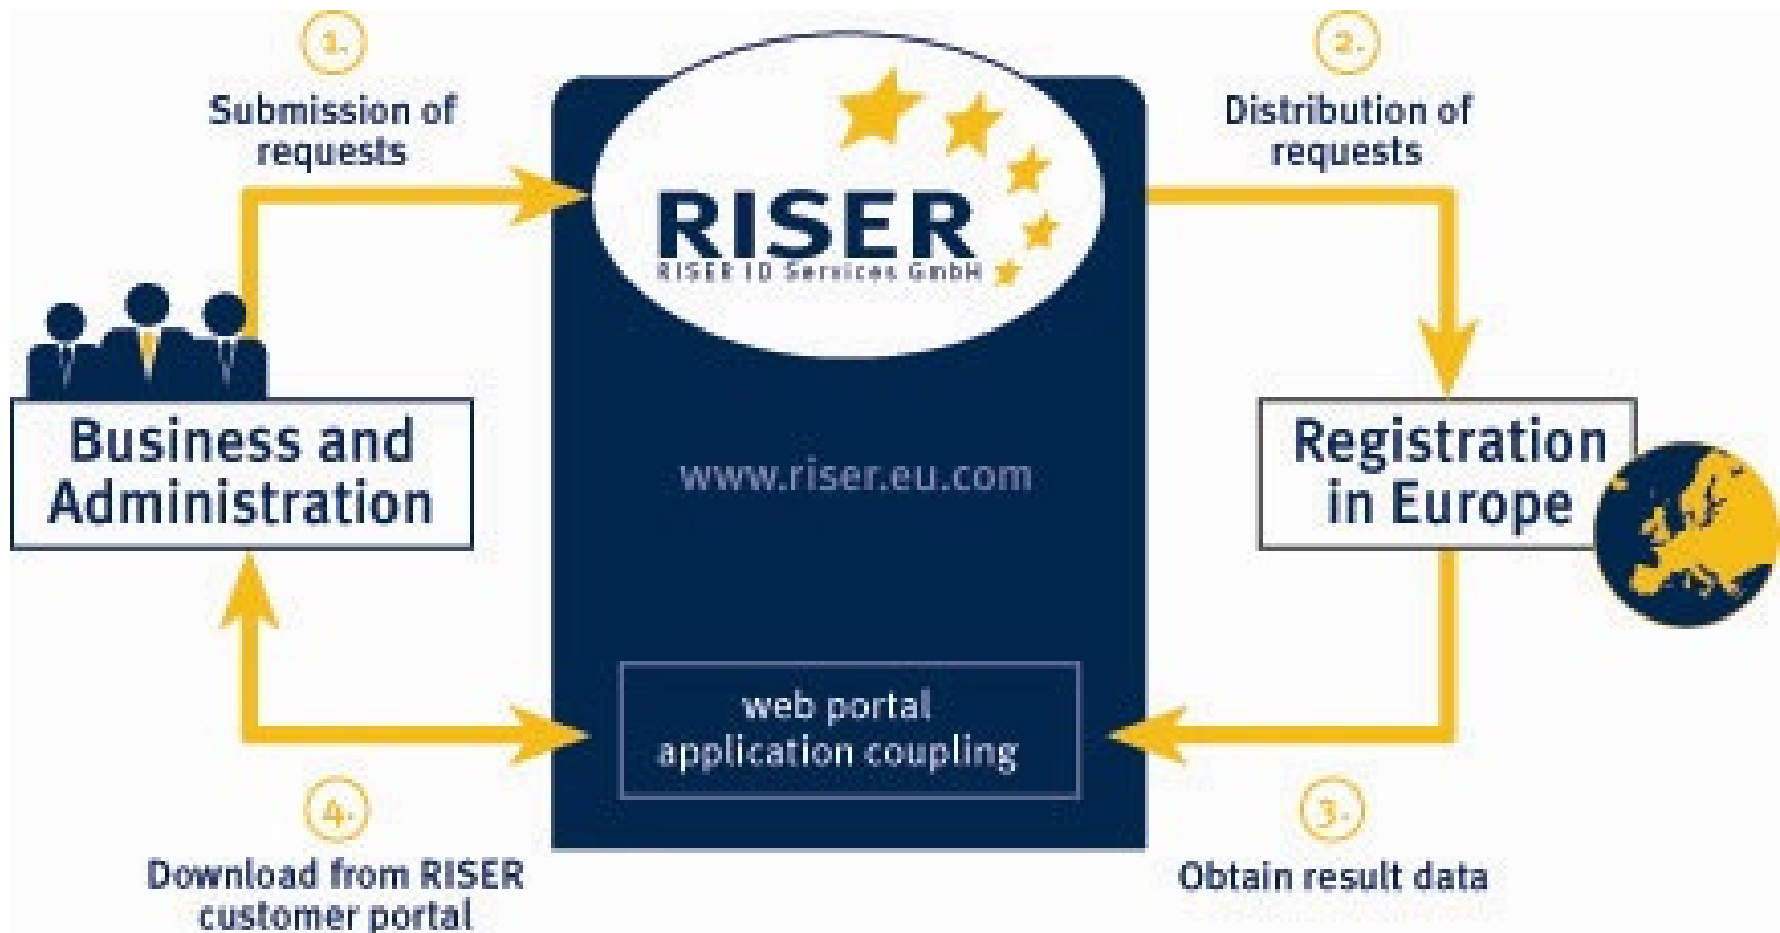 1.
Submission of
requests
2.
Distribution of
requests
RISER
RISER ID Services GmbH
Business and
Administration
www.riser.eu.com
Registration
in Europe
web portal
application coupling
3.
Obtain result data
4.
Download from RISER
customer portal